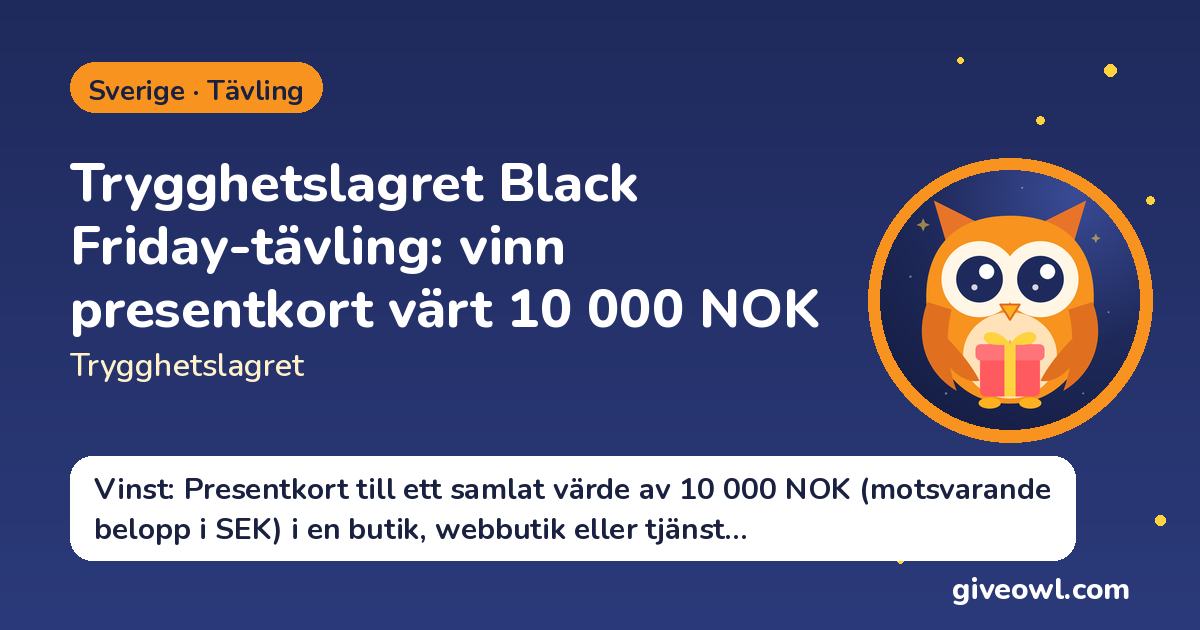 Sverige · Tävling
Trygghetslagret Black
Friday-tävling: vinn
presentkort värt 10 000 NOK
Trygghetslagret
Vinst: Presentkort till ett samlat värde av 10 000 NOK (motsvarande
belopp i SEK) i en butik, webbutik eller tjänst...
giveowl.com